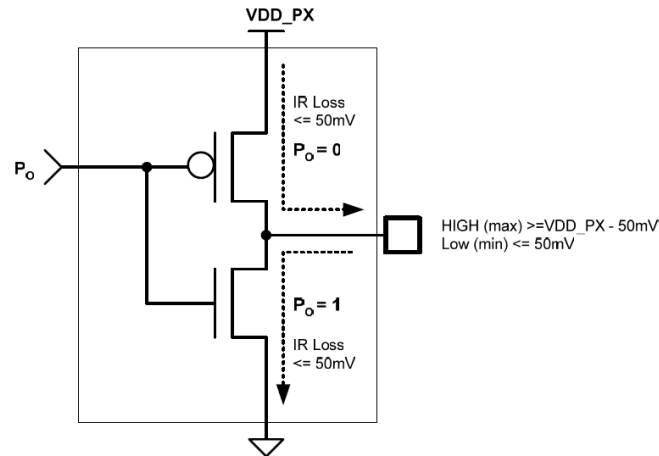 VDD_PX
IR Loss
<= 50mV
Po = 0
Po
HIGH (max) >=VDD_PX - 50mV
Low (min) <= 50mV
Po = 1
IR Loss
<= 50mV